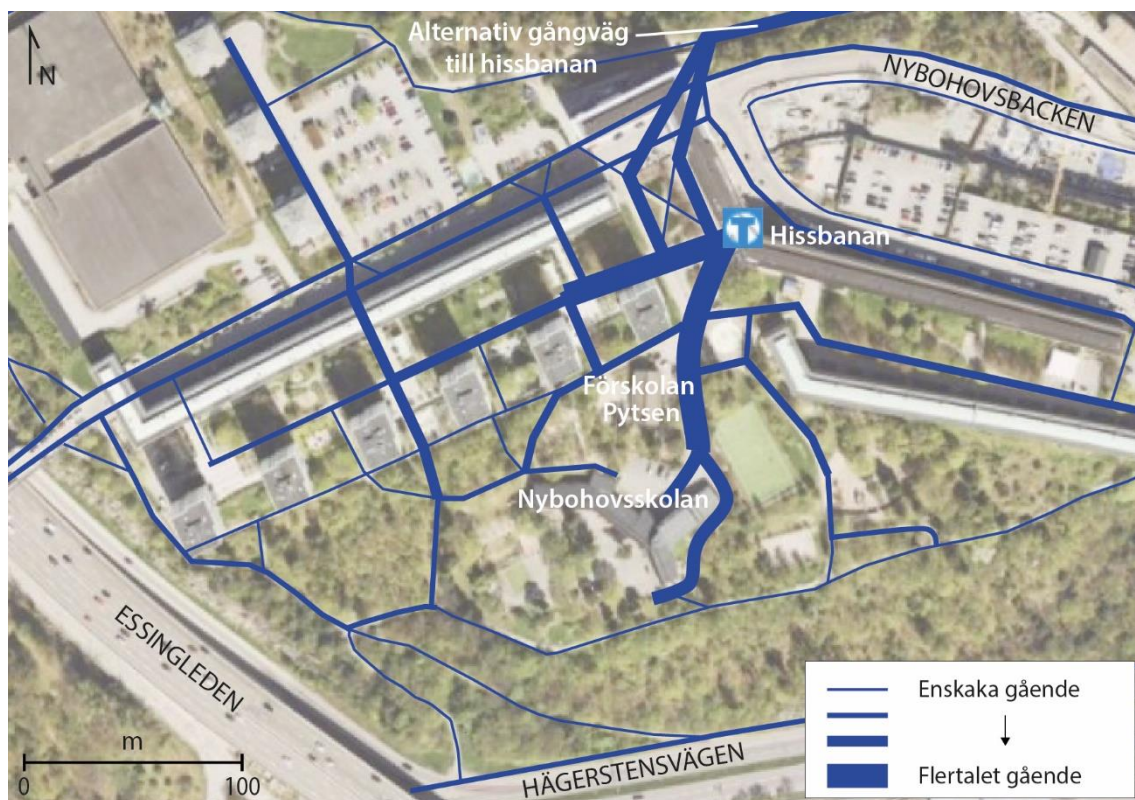 Alternativ gångväg
till hissbanan
N
NYBOHOVSBACKEN
T
Hissbanan
Förskolan
Pytsen
Nybohovsskolan
ESSINGLEDEN
m
0 100
HÄGERSTENSVÄGEN
Enskaka gående
Flertalet gående